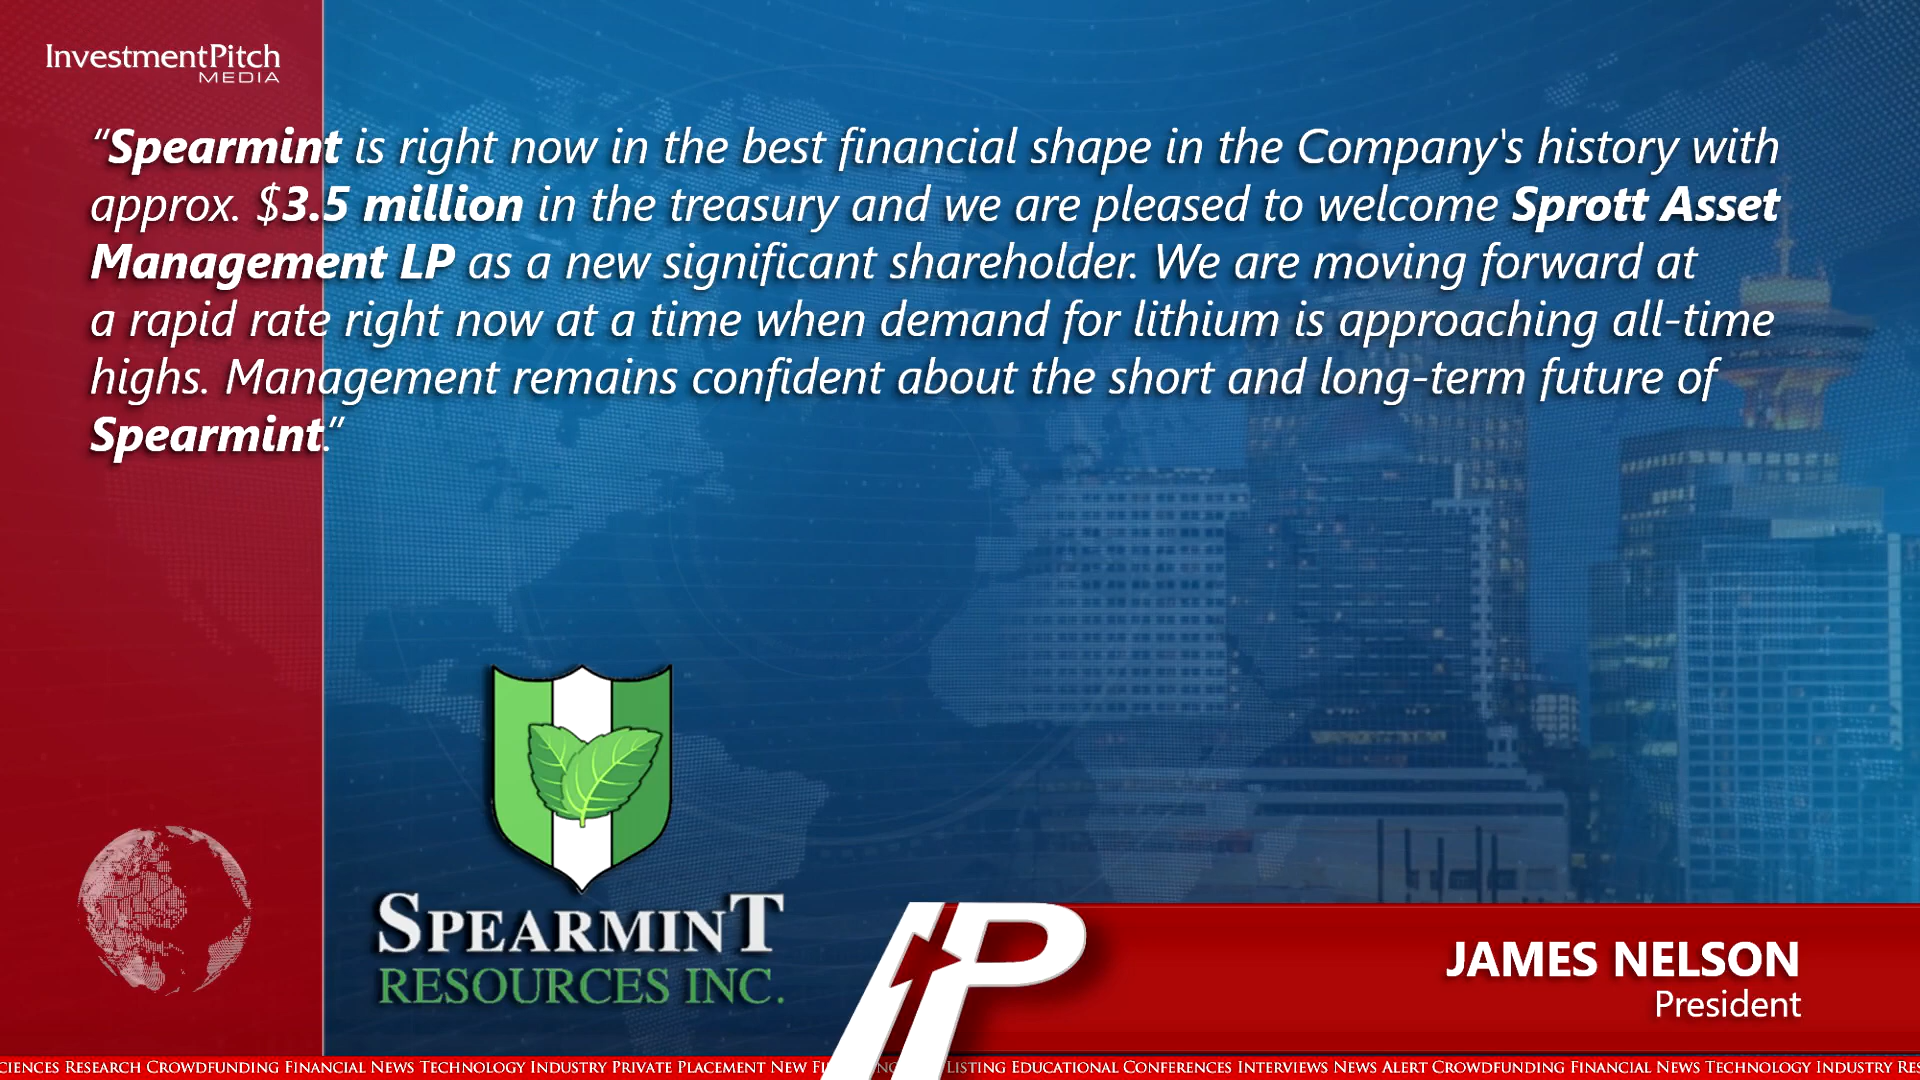 InvestmentPitch
MEDIA
“Spearmint is right now in the best financial shape in the Company's history with
approx. $3.5 million in the treasury and we are pleased to welcome Sprott Asset
Management LP as a new significant shareholder. We are moving forward at
a rapid rate right now at a time when demand for lithium is approaching all-time
highs. Management remains confident about the short and long-term future of
Spearmint.”
SPEARMINT
RESOURCES INC.
IP
JAMES NELSON
President
RESEARCH CROWDFUNDING FINANCIAL NEWS TECHNOLOGY INDUSTRY PRIVATE PLACEMENT NEW LISTING EDUCATIONAL CONFERENCES INTERVIEWS NEWS ALERT CROWDFUNDING FINANCIAL NEWS TECHNOLOGY INDUSTRY